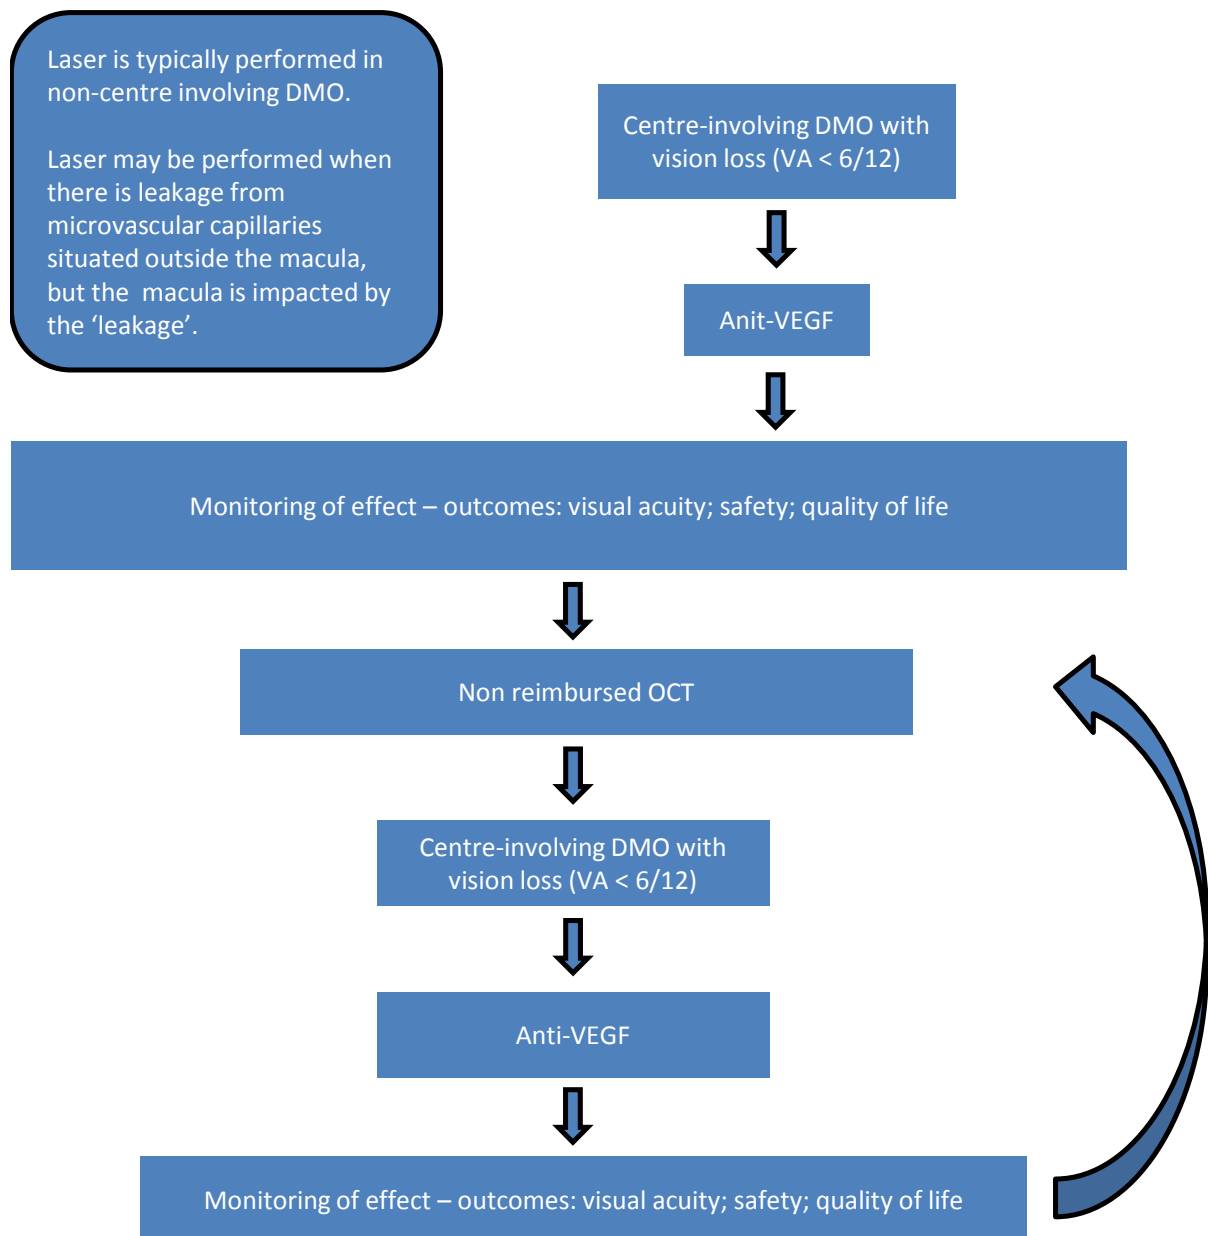 Laser is typically performed in
non-centre involving DMO.
Laser may be performed when
there is leakage from
microvascular capillaries
situated outside the macula,
but the  macula is impacted by
the ‘leakage’.
Centre-involving DMO with
vision loss (VA < 6/12)
Anit-VEGF
Monitoring of effect – outcomes: visual acuity; safety; quality of life
Non reimbursed OCT
Centre-involving DMO with
vision loss (VA < 6/12)
Anti-VEGF
Monitoring of effect – outcomes: visual acuity; safety; quality of life